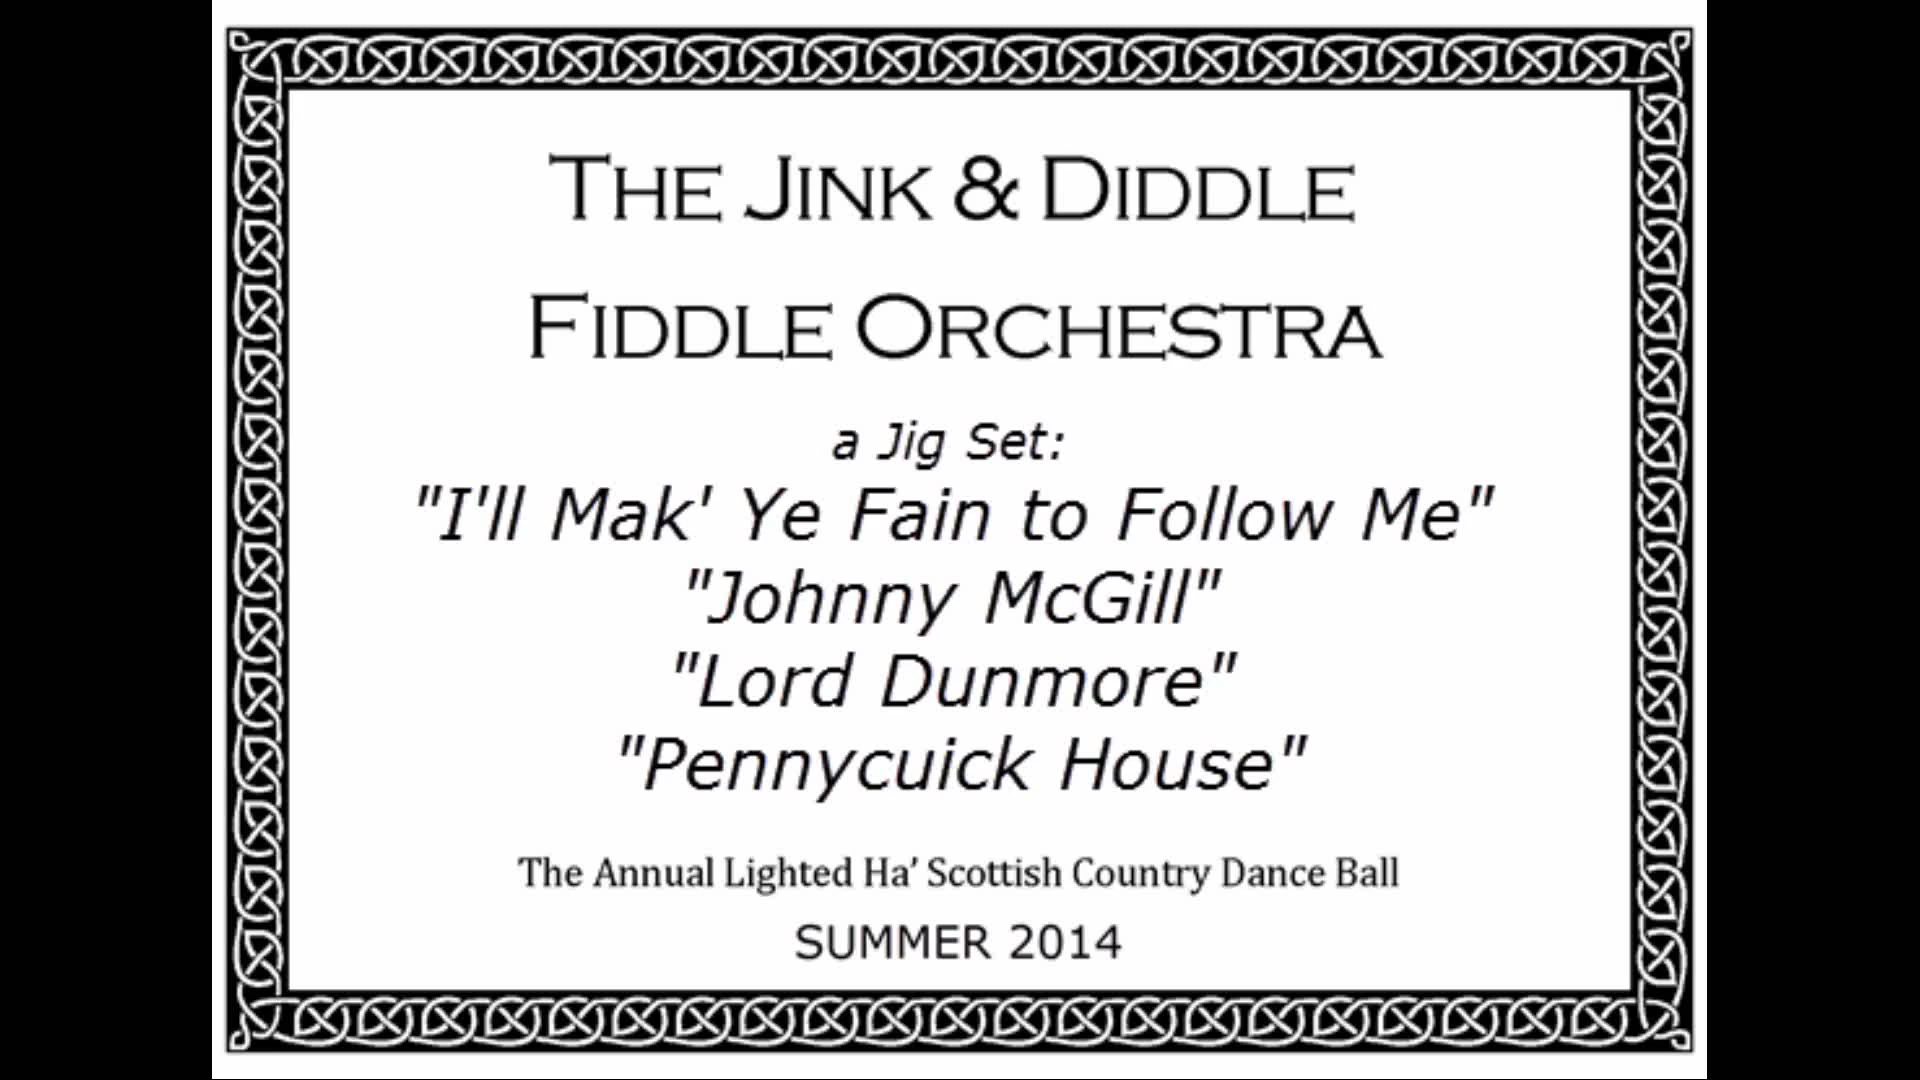 THE JINK & DIDDLE
FIDDLE ORCHESTRA
a Jig Set:
"I'll Mak' Ye Fain to Follow Me"
"Johnny McGill"
"Lord Dunmore"
"Pennycuick House"
The Annual Lighted Ha’ Scottish Country Dance Ball
SUMMER 2014